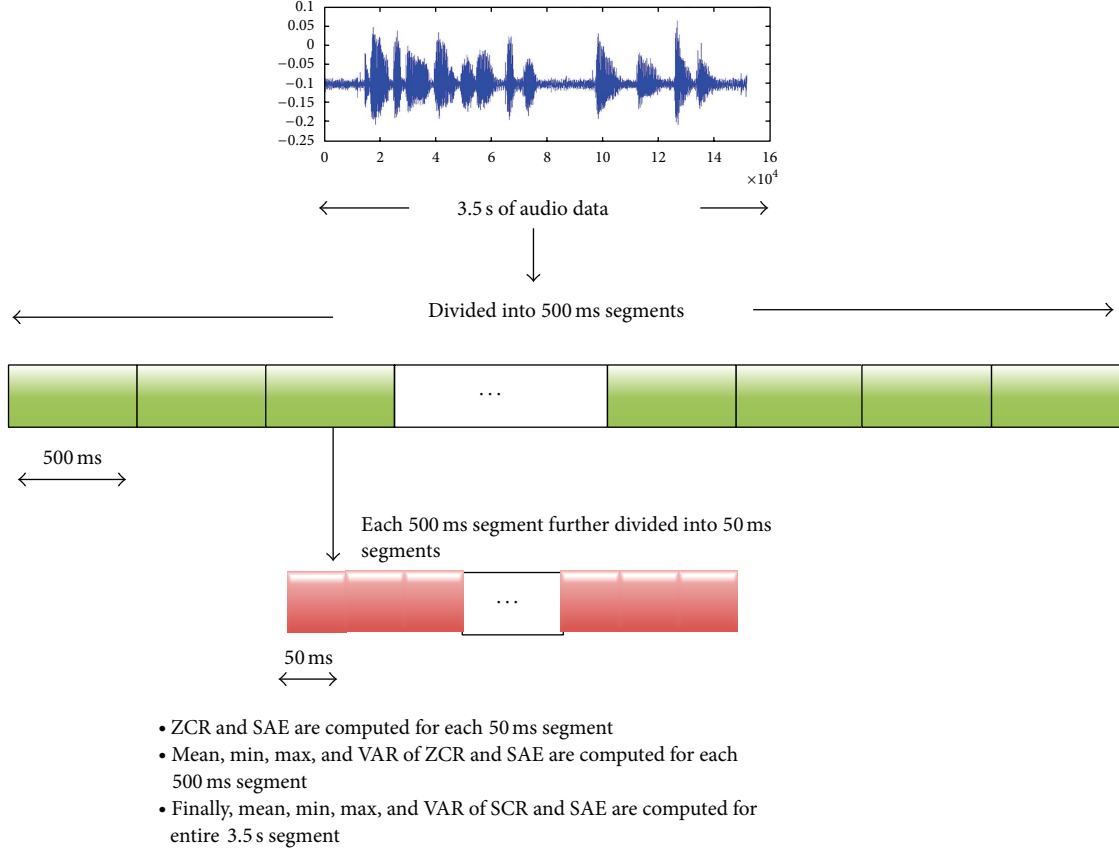 0.1
0.05
0
−0.05
−0.1
−0.15
−0.2
−0.25
0 2 4 6 8 10 12 14 16
×10⁴
3.5 s of audio data
Divided into 500 ms segments
...
500 ms
Each 500 ms segment further divided into 50 ms
segments
...
50 ms
• ZCR and SAE are computed for each 50 ms segment
• Mean, min, max, and VAR of ZCR and SAE are computed for each
500 ms segment
• Finally, mean, min, max, and VAR of SCR and SAE are computed for
entire 3.5 s segment